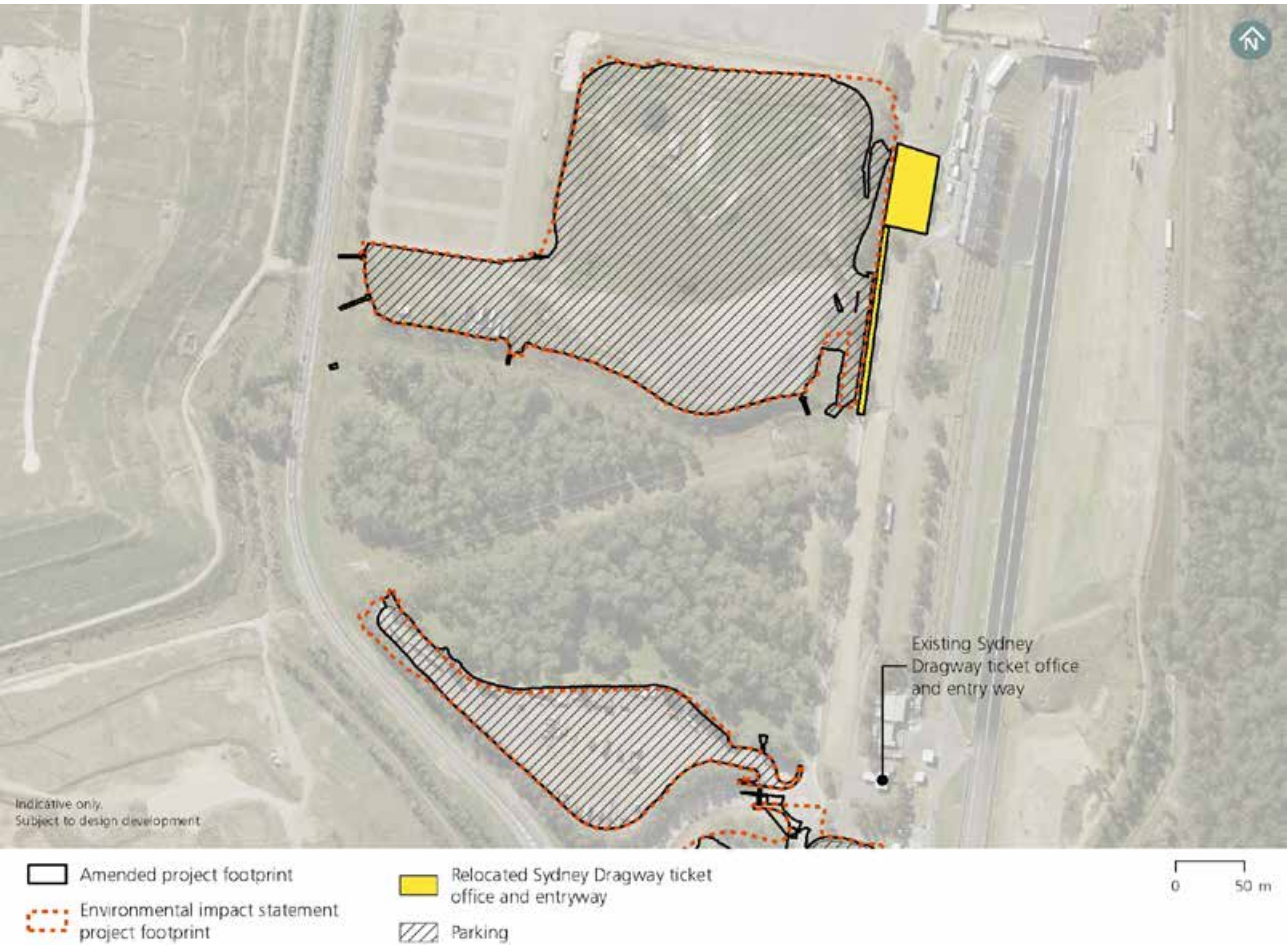 N
Existing Sydney
Dragway ticket office
and entry way
Indicative only.
Subject to design development
Amended project footprint
Environmental impact statement
project footprint
Relocated Sydney Dragway ticket
office and entryway
Parking
0 50 m